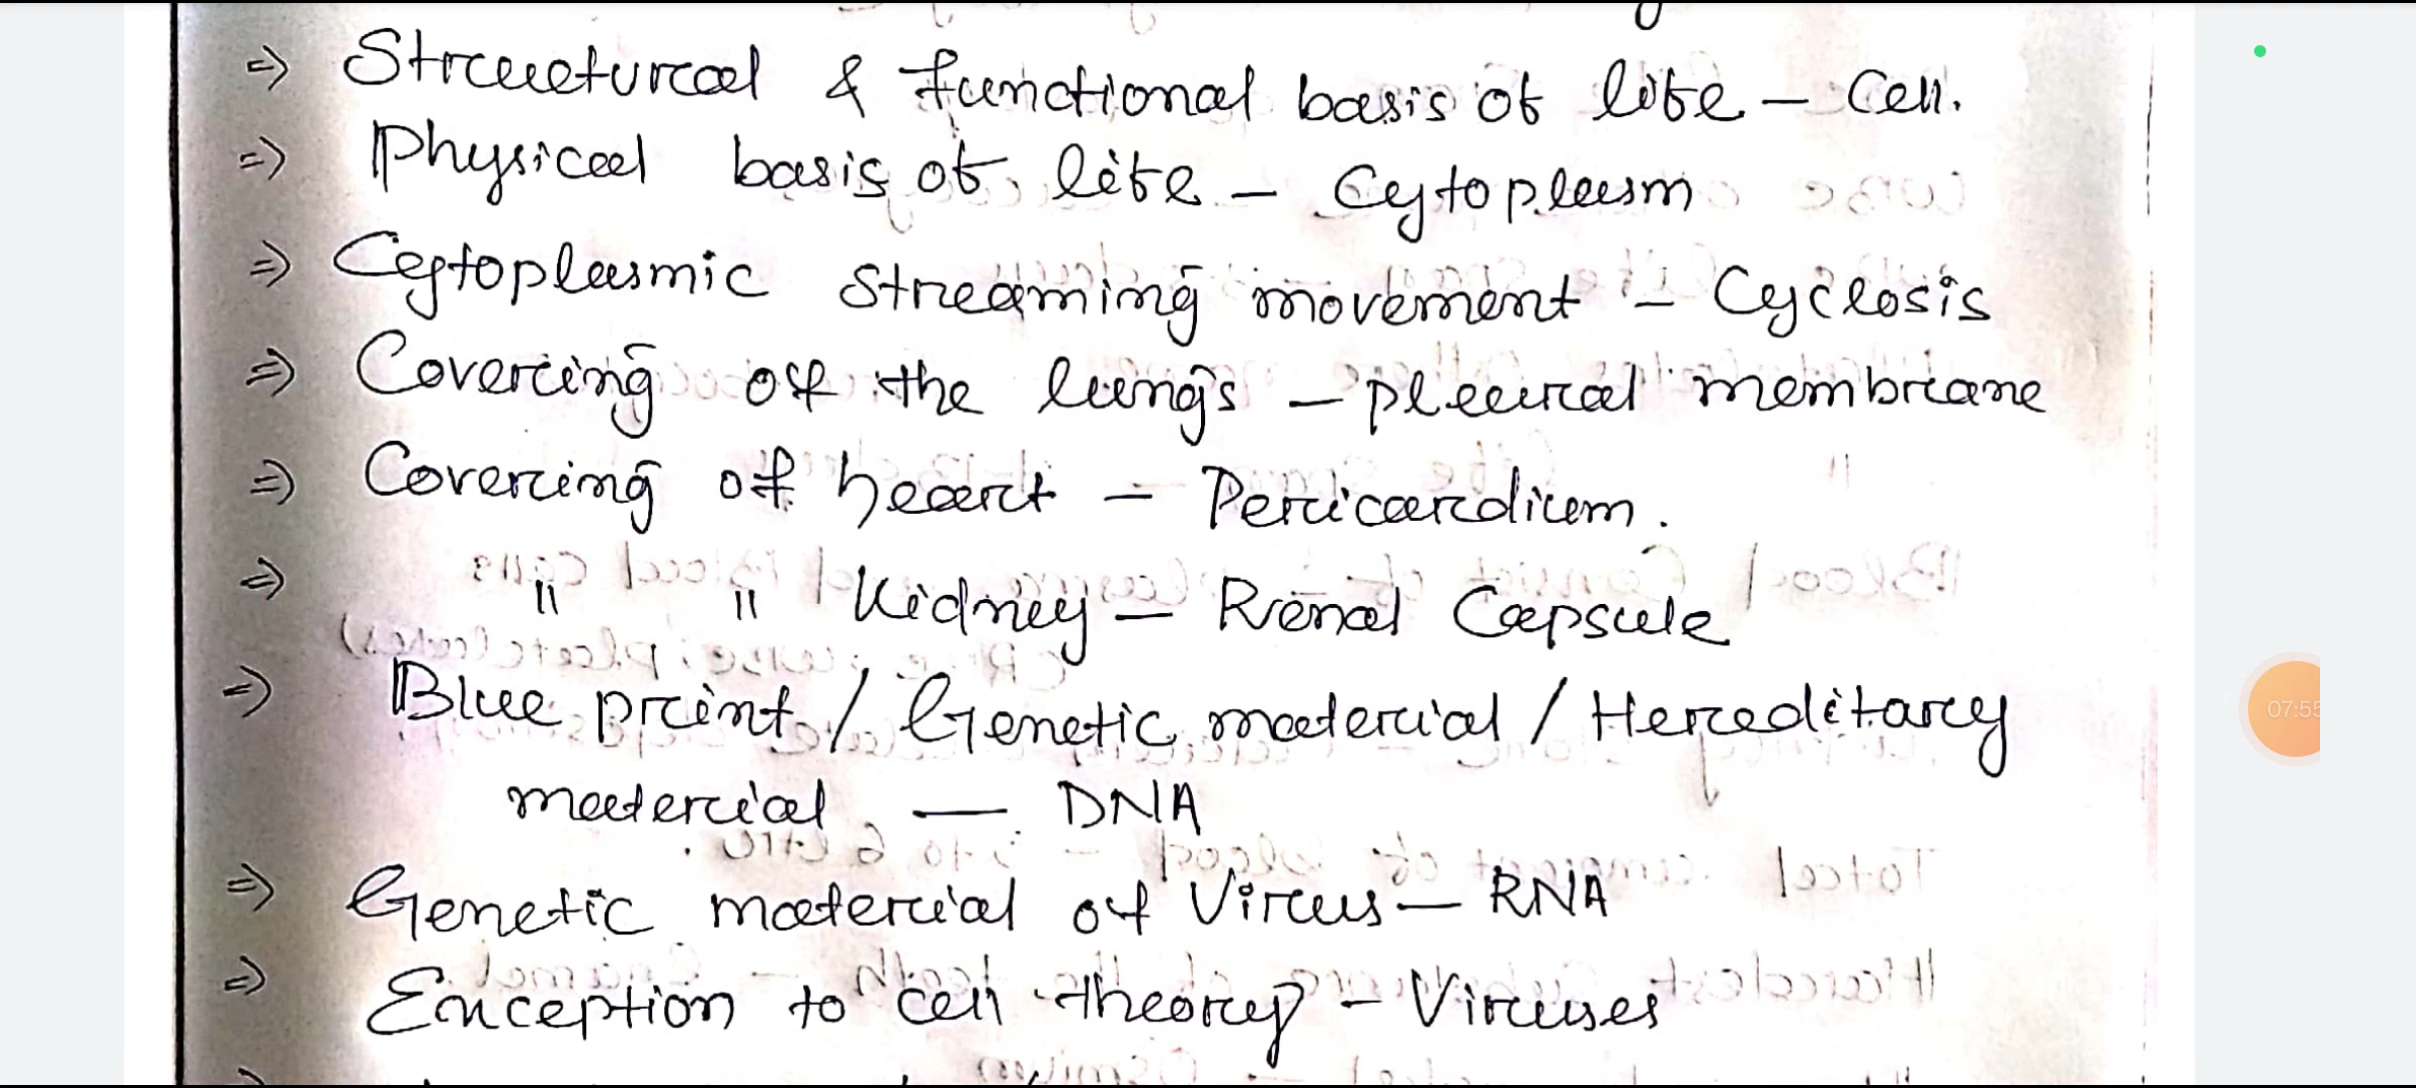 => Structural & functional basis of life – Cell.
=> Physical basis of life – Cytoplasm
=> Cytoplasmic streaming movement – Cyclosis
=> Covering of the lungs – pleural membrane
=> Covering of heart – Pericardium.
=> " " Kidney – Renal Capsule
=> Blue print / Genetic material / Hereditary
material — DNA
=> Genetic material of Virus – RNA
=> Exception to cell theory – Viruses
07:55